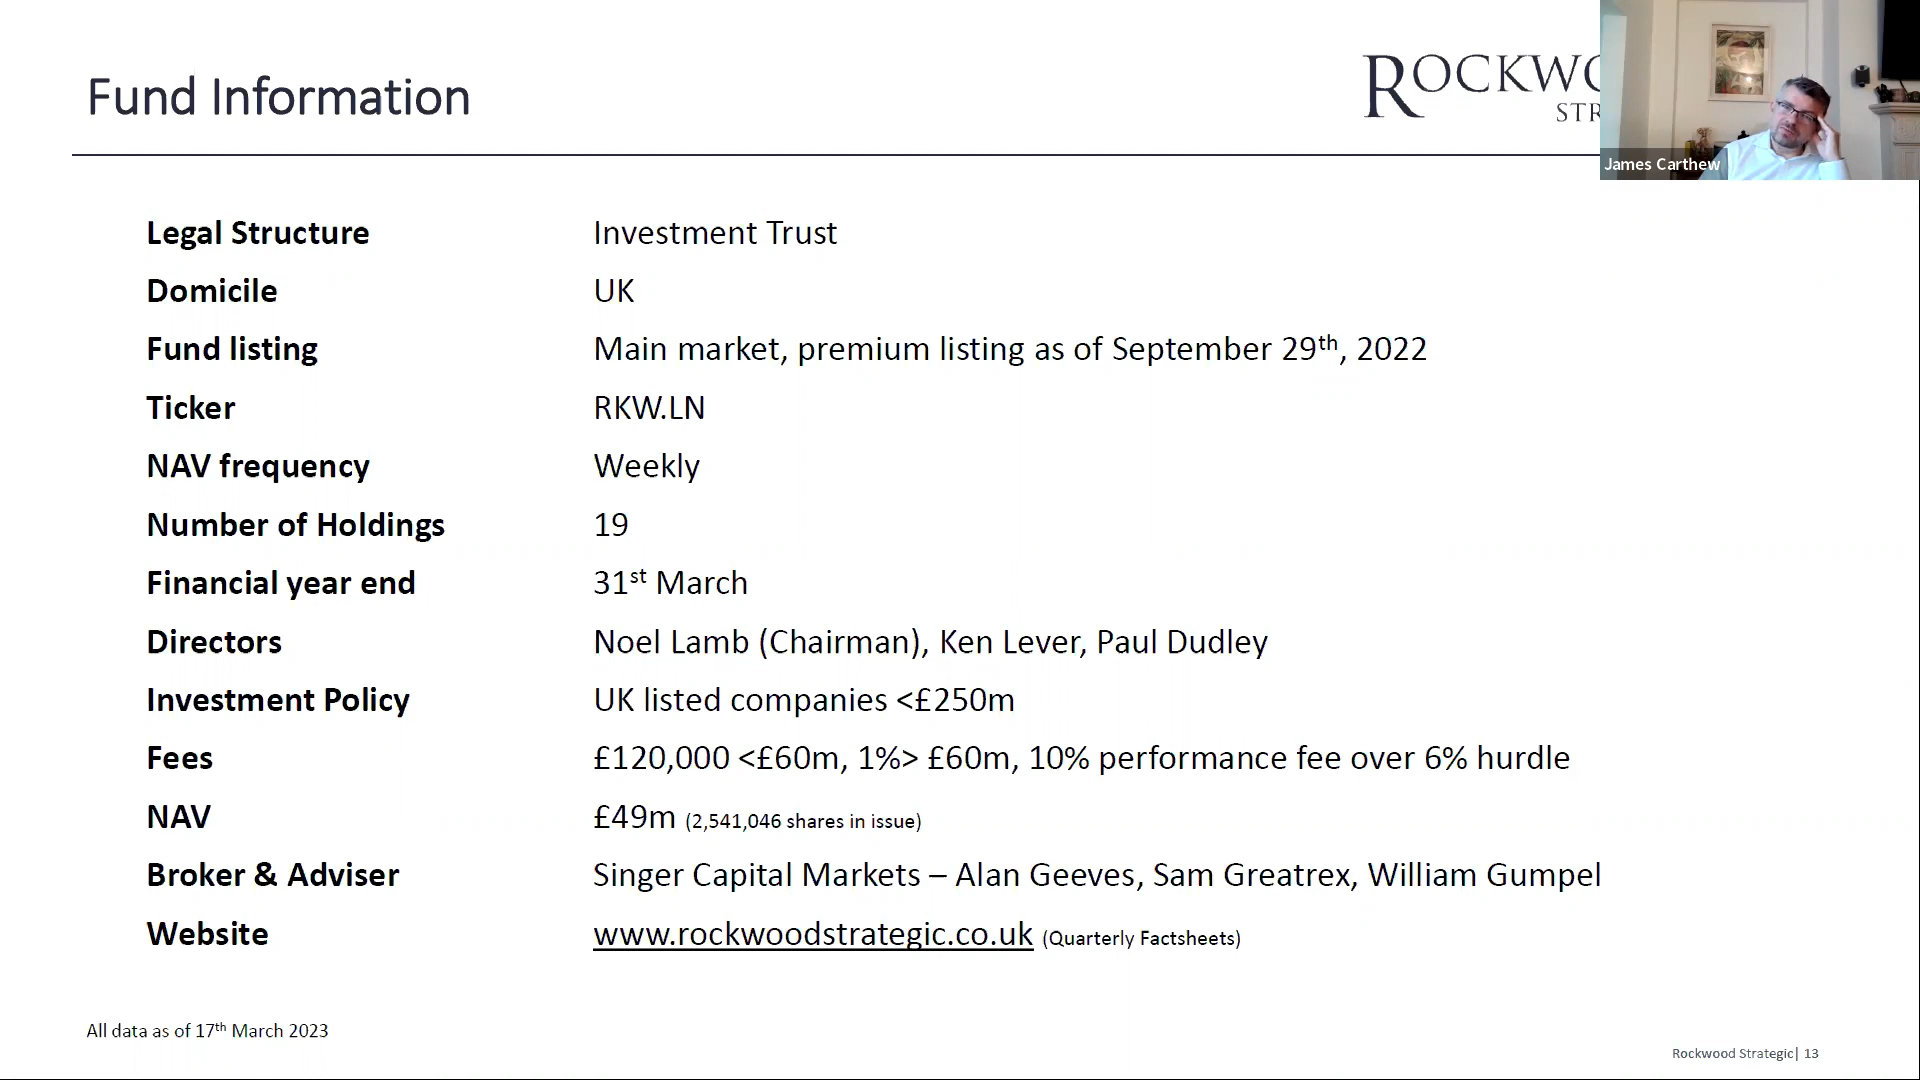 Fund Information
ROCKWO
STR
James Carthew
Legal Structure Investment Trust
Domicile UK
Fund listing Main market, premium listing as of September 29th, 2022
Ticker RKW.LN
NAV frequency Weekly
Number of Holdings 19
Financial year end 31st March
Directors Noel Lamb (Chairman), Ken Lever, Paul Dudley
Investment Policy UK listed companies <£250m
Fees £120,000 <£60m, 1%> £60m, 10% performance fee over 6% hurdle
NAV £49m (2,541,046 shares in issue)
Broker & Adviser Singer Capital Markets – Alan Geeves, Sam Greatrex, William Gumpel
Website www.rockwoodstrategic.co.uk (Quarterly Factsheets)
All data as of 17th March 2023
Rockwood Strategic| 13